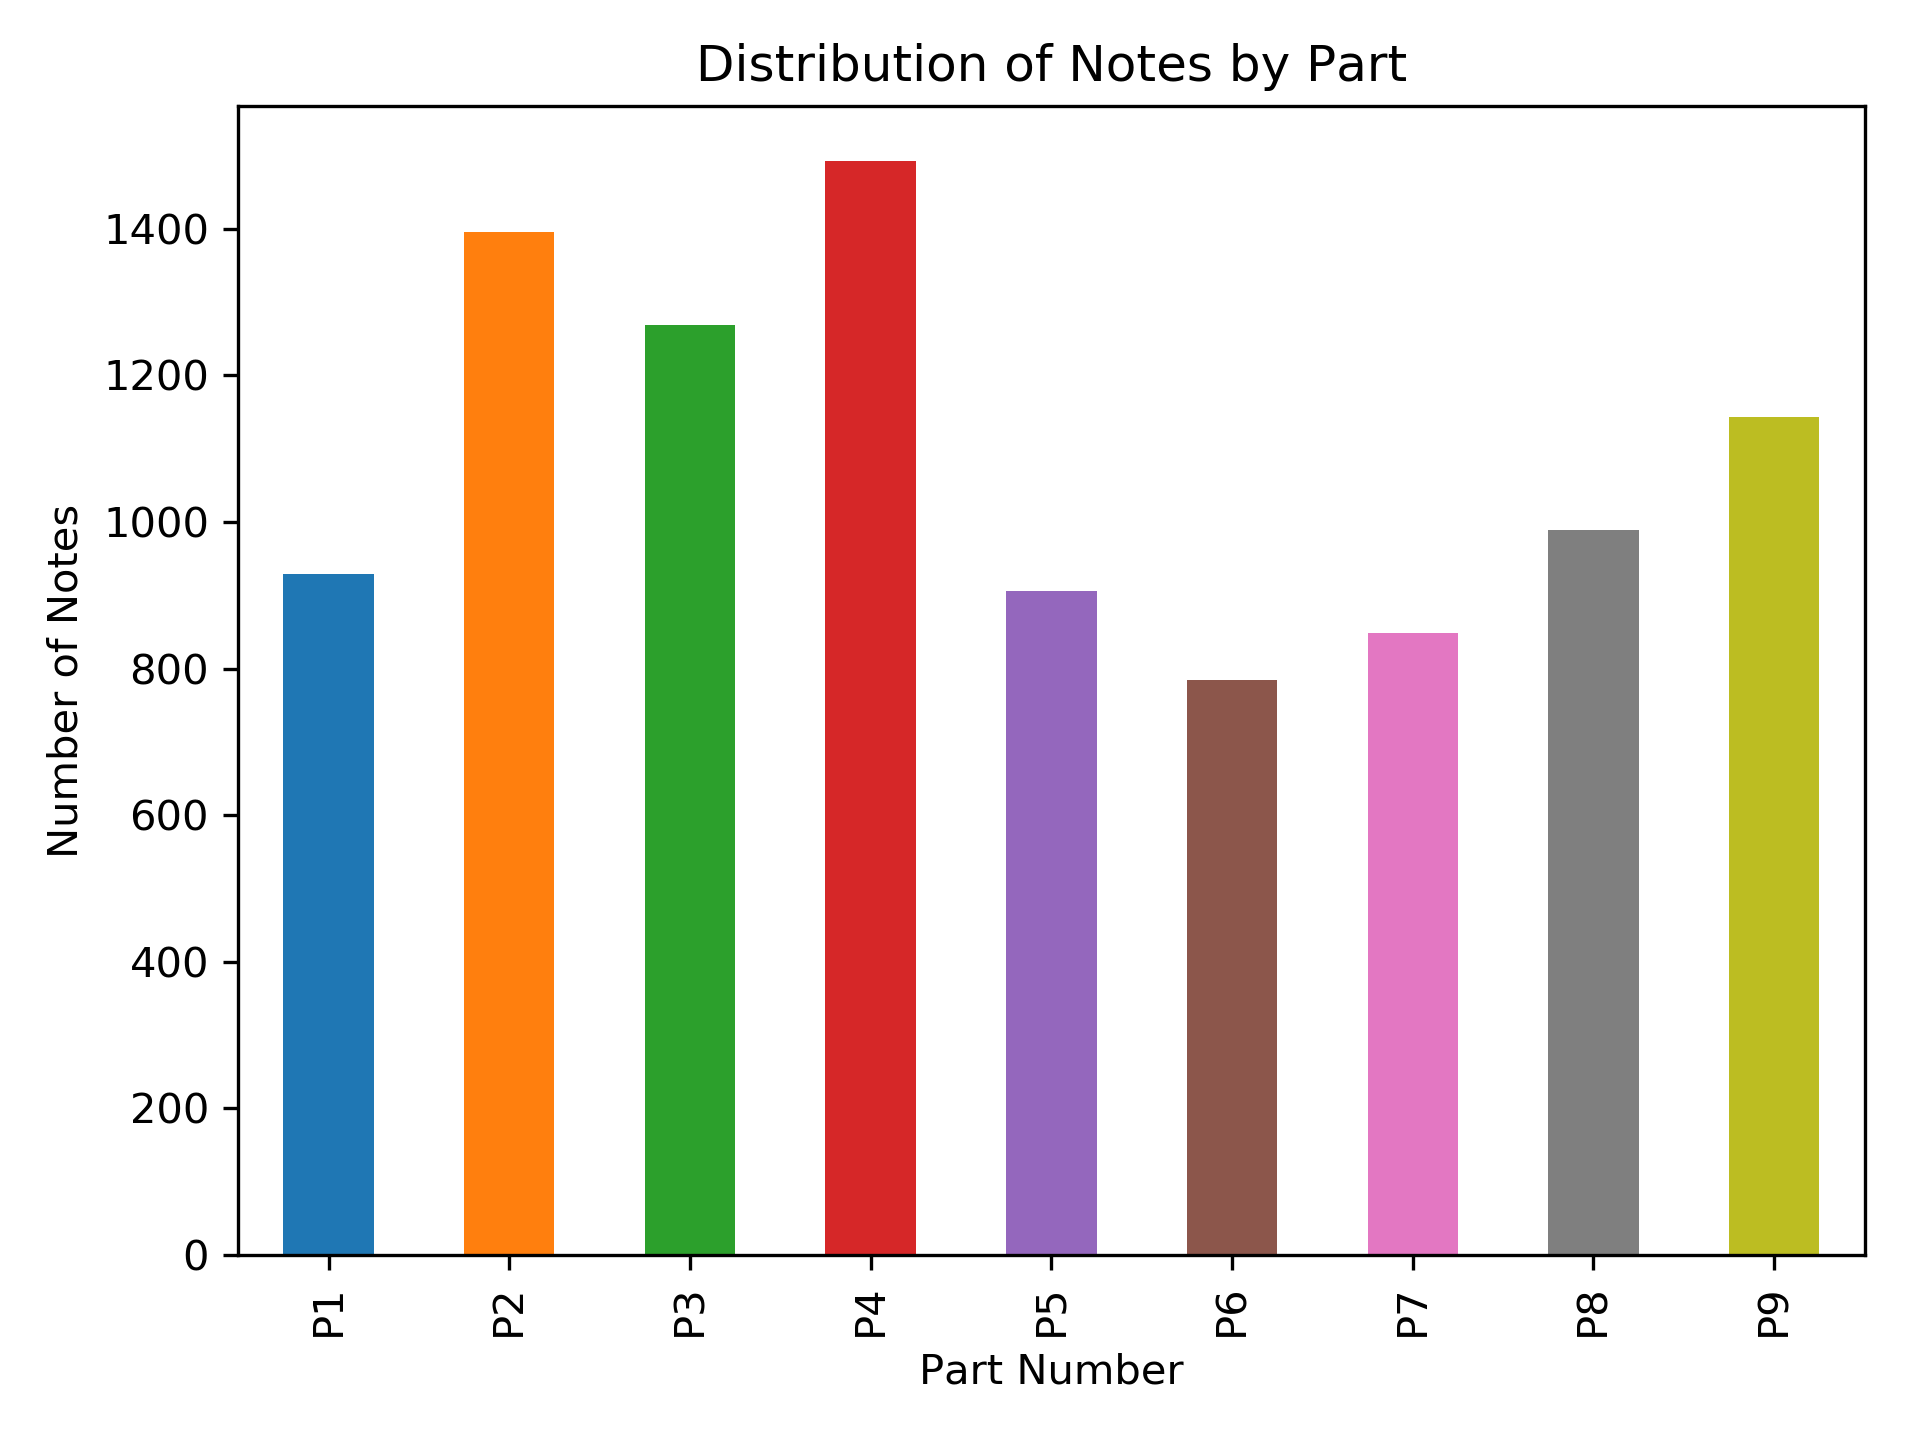 Distribution of Notes by Part
Number of Notes
1400
1200
1000
800
600
400
200
0
P1 P2 P3 P4 P5 P6 P7 P8 P9
Part Number